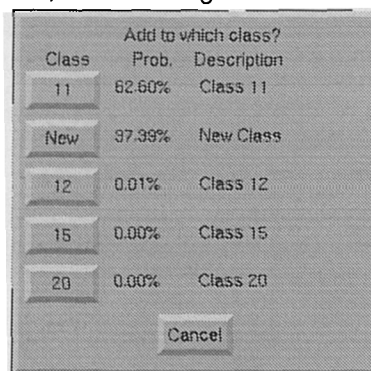 Add to which class?
Class Prob. Description
11 62.60% Class 11
New 37.39% New Class
12 0.01% Class 12
15 0.00% Class 15
20 0.00% Class 20
Cancel